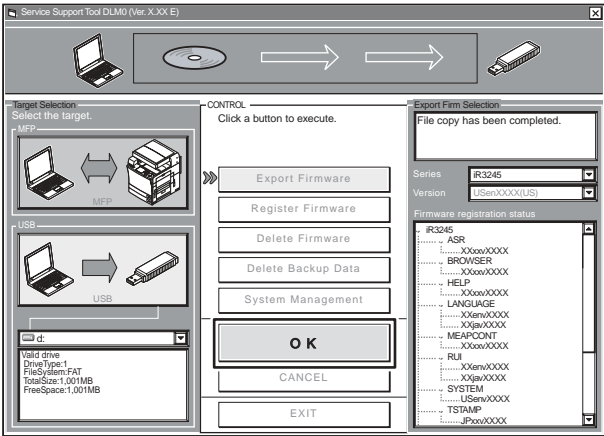 Service Support Tool DLM0 (Ver. X.XX E)
Target Selection
Select the target.
MFP
MFP
USB
USB
d:
Valid drive
DriveType:1
FileSystem:FAT
TotalSize:1,001MB
FreeSpace:1,001MB
CONTROL
Click a button to execute.
Export Firmware
Register Firmware
Delete Firmware
Delete Backup Data
System Management
OK
CANCEL
EXIT
Export Firm Selection
File copy has been completed.
Series iR3245
Version USenXXXX(US)
Firmware registration status
iR3245
ASR
XXxxvXXXX
BROWSER
XXxxvXXXX
HELP
XXxxvXXXX
LANGUAGE
XXenvXXXX
XXjavXXXX
MEAPCONT
XXxxvXXXX
RUI
XXenvXXXX
XXjavXXXX
SYSTEM
USenvXXXX
TSTAMP
JPxxvXXXX